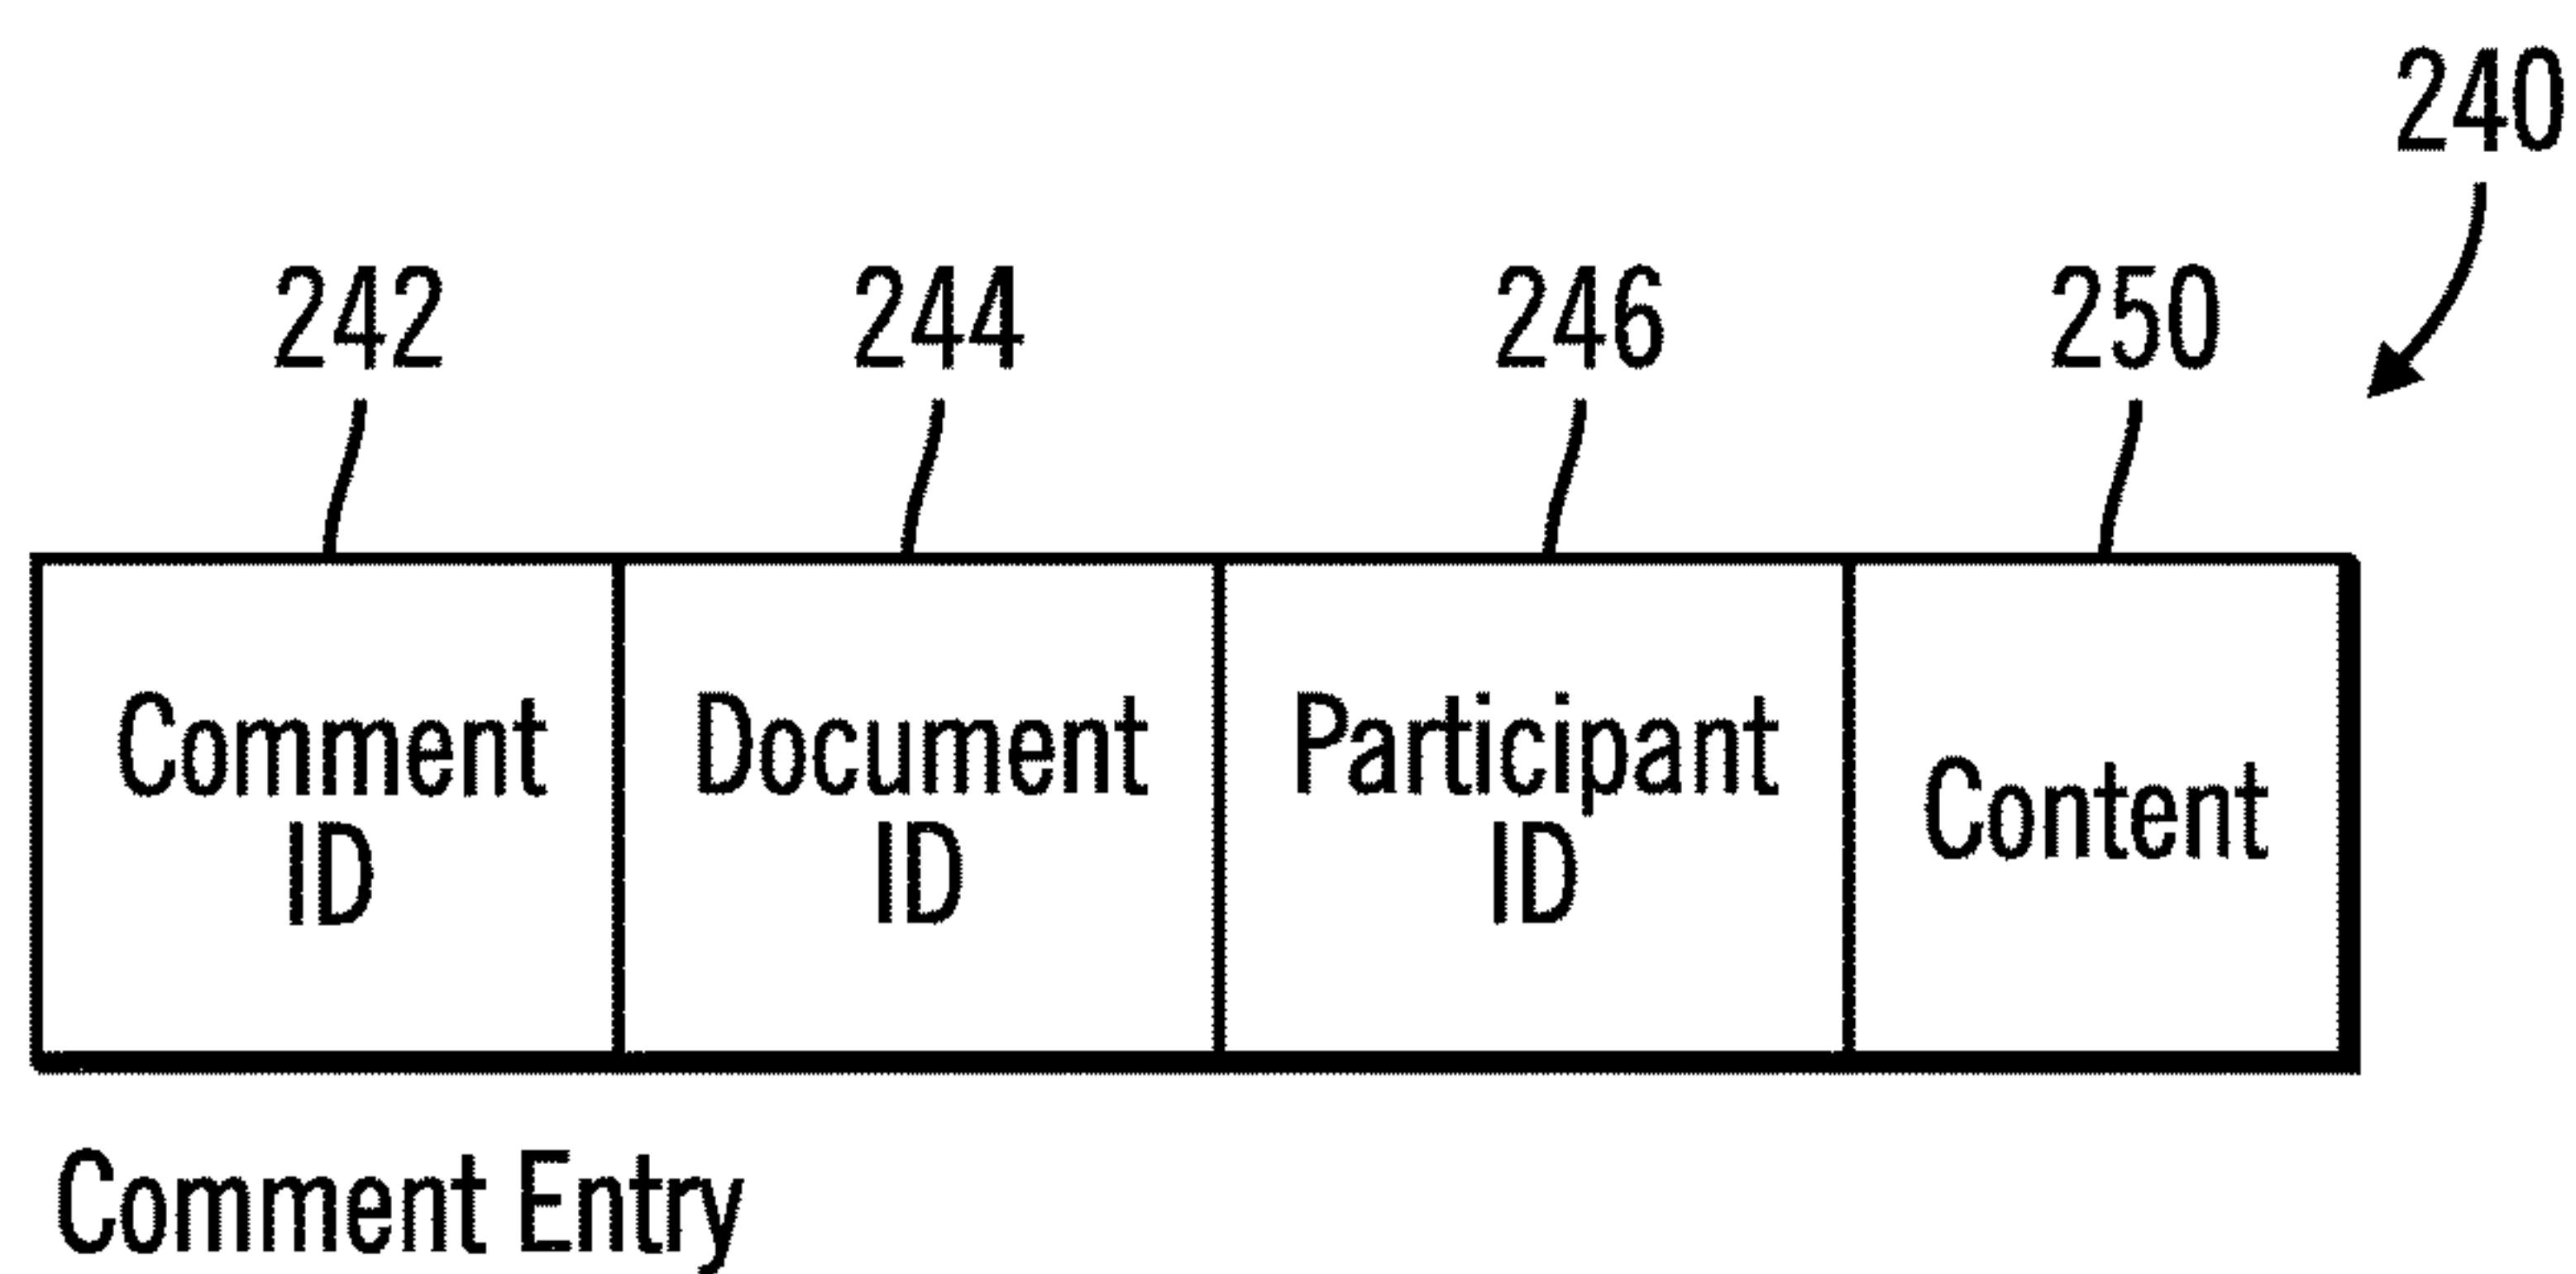 240
242 244 246 250
Comment Document Participant Content
ID ID ID
Comment Entry